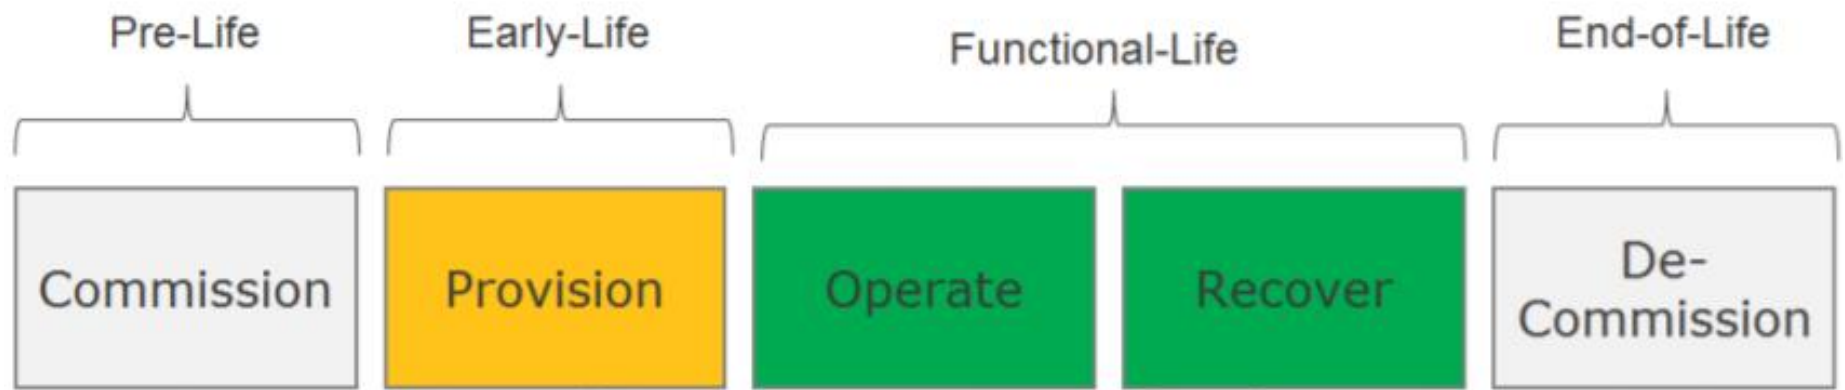 Pre-Life
Early-Life
Functional-Life
End-of-Life
Commission
Provision
Operate
Recover
De-
Commission